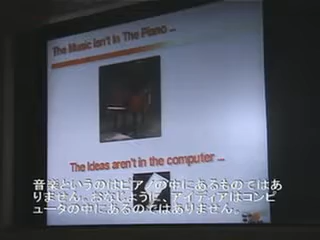 The Music isn't in The Piano ...
The Ideas aren't in the computer ...
音楽というのはピアノの中にあるものではあ
りません。おなじように、アイディアはコンピ
ュータの中にあるのではありません。